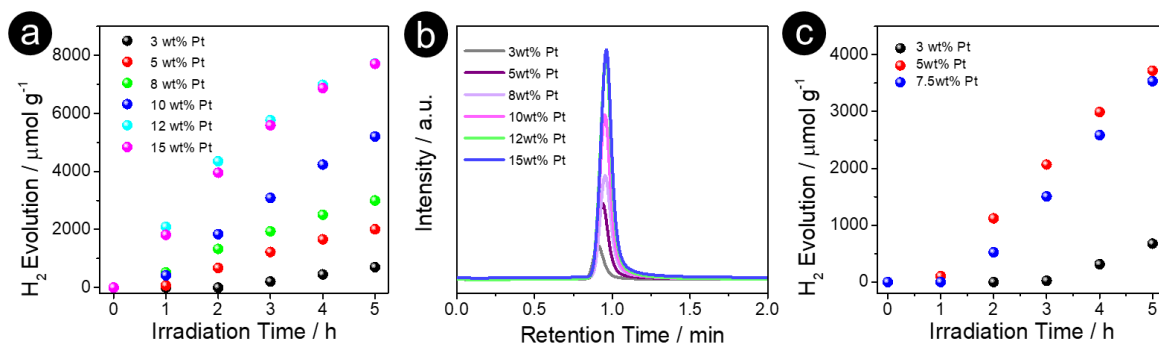 a
H₂ Evolution / μmol g⁻¹
8000
6000
4000
2000
0
3 wt% Pt
5 wt% Pt
8 wt% Pt
10 wt% Pt
12 wt% Pt
15 wt% Pt
0 1 2 3 4 5
Irradiation Time / h
b
Intensity / a.u.
3wt% Pt
5wt% Pt
8wt% Pt
10wt% Pt
12wt% Pt
15wt% Pt
0.0 0.5 1.0 1.5 2.0
Retention Time / min
c
H₂ Evolution / μmol g⁻¹
4000
3000
2000
1000
0
3 wt% Pt
5wt% Pt
7.5wt% Pt
0 1 2 3 4 5
Irradiation Time / h